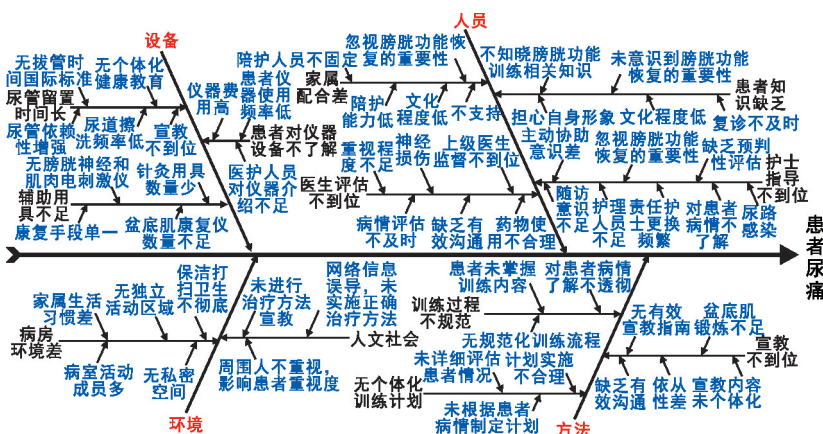 人员
设备
忽视膀胱功能恢
复的重要性
无拔管时
间国际标准
无个体化
健康教育
陪护人员不固定
患者仪
器使用
频率低
家属
配合差
不知晓膀胱功能
训练相关知识
未意识到膀胱功能
恢复的重要性
患者知
识缺乏
尿管留置
时间长
仪器费
用高
陪护
能力低
文化
程度低
不支持
担心自身形象
文化程度低
复诊不及时
尿管依赖
性增强
尿道擦
洗频率低
宣教
不到位
患者对仪器
设备不了解
重视程
度不足
神经
损伤
上级医生
监督不到位
主动协助
意识差
忽视膀胱功能
恢复的重要性
缺乏预判
性评估
护士
指导
不到位
无膀胱神经和
肌肉电刺激仪
针灸用具
数量少
医护人员
对仪器介
绍不足
医生评估
不到位
辅助用
具不足
康复手段单一
盆底肌康复仪
数量不足
病情评估
不及时
缺乏有
效沟通
药物使
用不合理
随访
意识
不足
护理
人员
不足
责任护
士更换
频繁
对患者
病情不
了解
尿路
感染
患者尿痛
家属生活
习惯差
无独立
活动区域
保洁打
扫卫生
不彻底
未进行
治疗方法
宣教
网络信息
误导，未
实施正确
治疗方法
患者未掌握
训练内容
对患者病情
了解不透彻
训练过程
不规范
无有效
宣教指南
盆底肌
锻炼不足
病房
环境差
人文社会
无规范化训练流程
宣教
不到位
病室活动
成员多
无私密
空间
周围人不重视，
影响患者重视度
未详细评估
患者情况
计划实施
不合理
无个体化
训练计划
缺乏有
效沟通
依从
性差
宣教内容
未个体化
未根据患者
病情制定计划
环境
方法